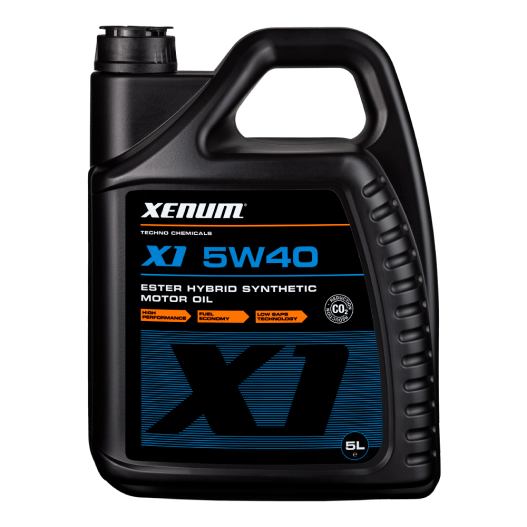 XENUM®
TECHNO CHEMICALS
X1 5W40
ESTER HYBRID SYNTHETIC
MOTOR OIL
HIGH PERFORMANCE
FUEL ECONOMY
LOW SAPS TECHNOLOGY
REDUCTION
CO2
X1
5L
e